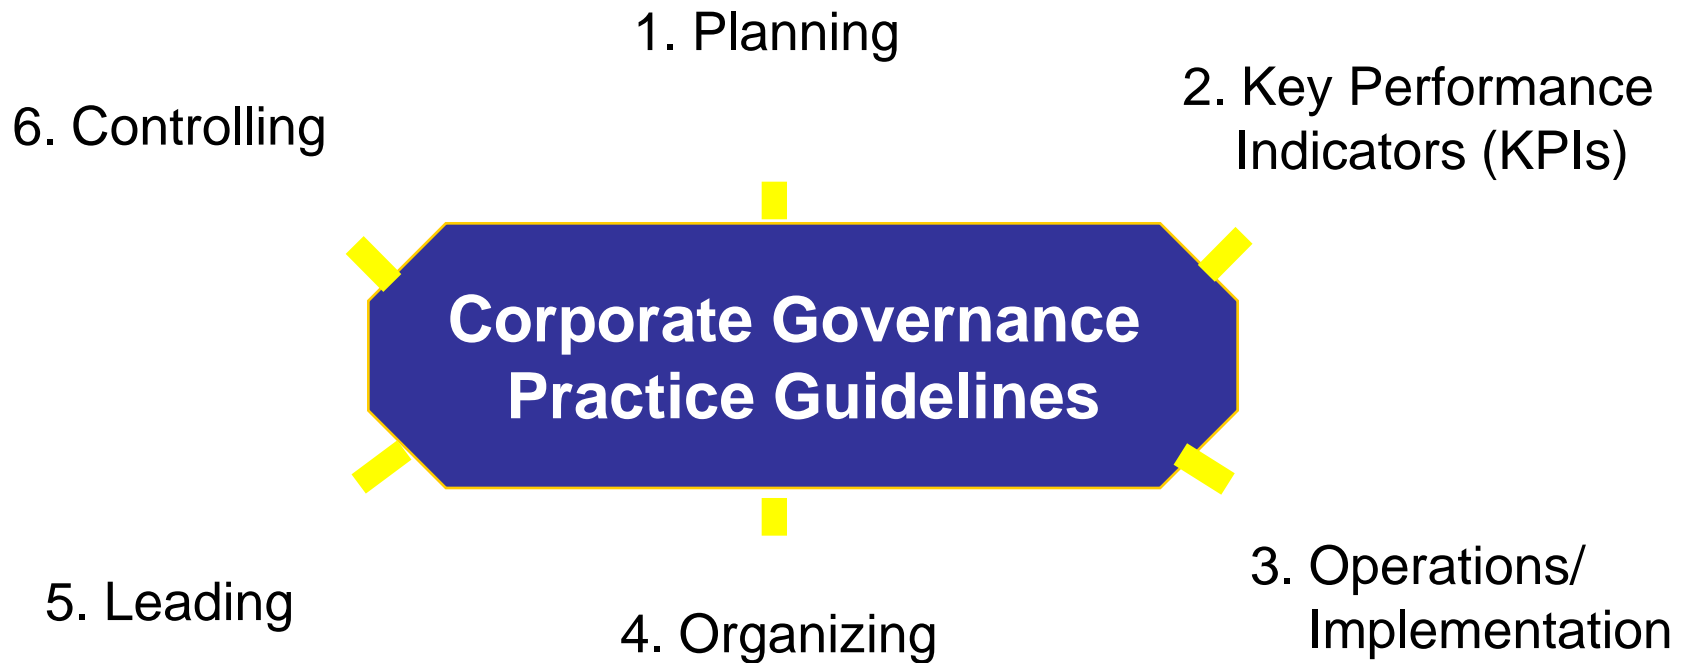 1. Planning
2. Key Performance
Indicators (KPIs)
6. Controlling
Corporate Governance
Practice Guidelines
3. Operations/
Implementation
5. Leading
4. Organizing